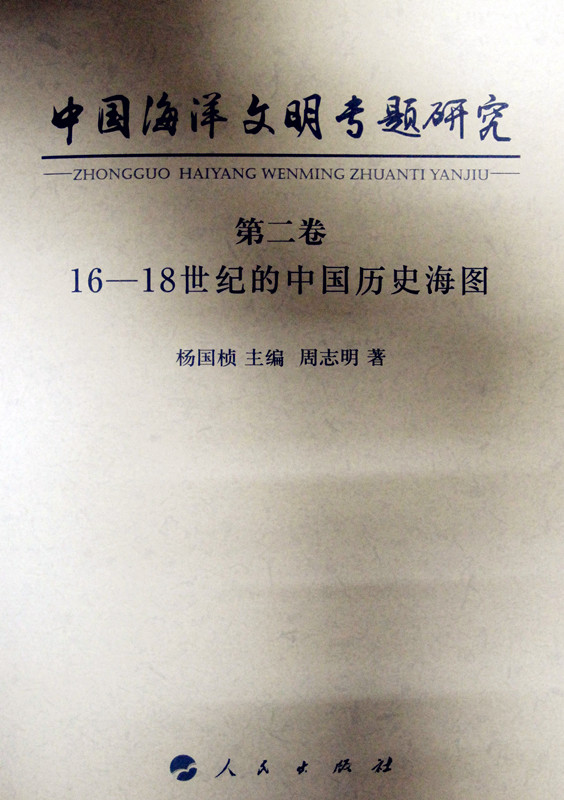 中国海洋文明专题研究
ZHONGGUO HAIYANG WENMING ZHUANTI YANJIU
第二卷
16—18世纪的中国历史海图
杨国桢 主编 周志明 著
人民出版社